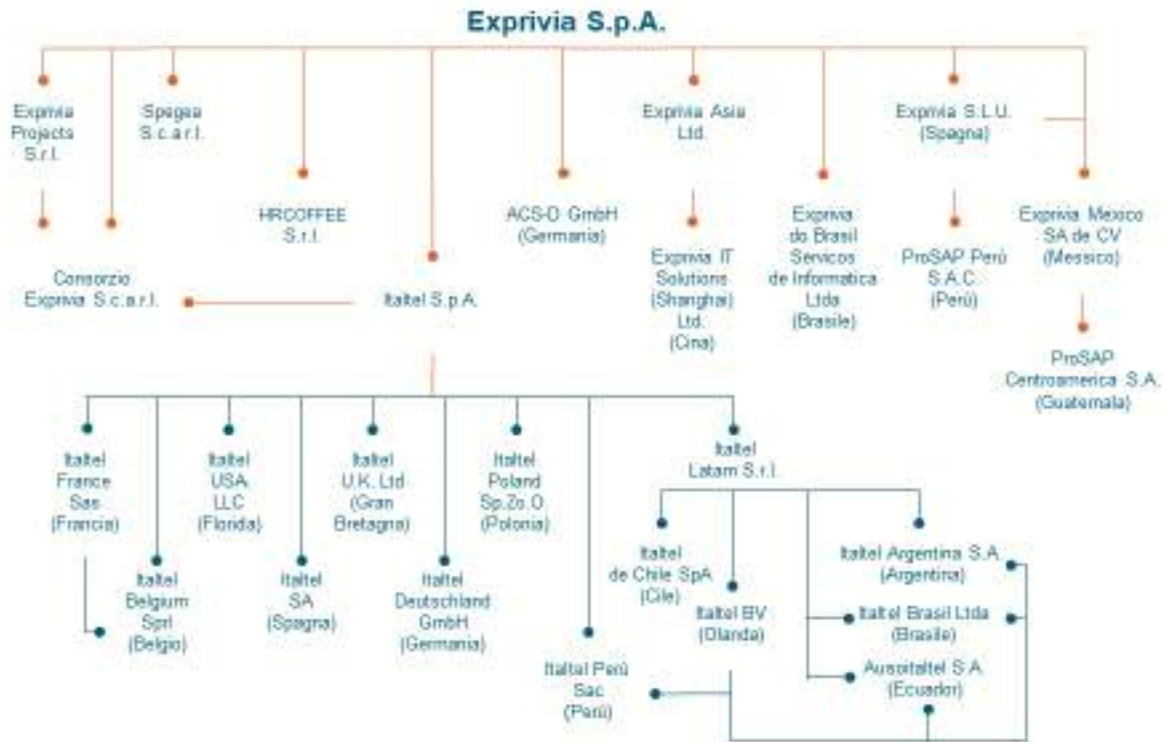 Exprivia S.p.A.
Exprivia
Projects
S.r.l.
Spegea
S.c.a r.l.
Exprivia Asia
Ltd.
Exprivia S.L.U.
(Spagna)
HRCOFFEE
S.r.l.
ACS-D GmbH
(Germania)
Exprivia
do Brasil
Servicos
de Informatica
Ltda
(Brasile)
Exprivia Mexico
SA de CV
(Messico)
Consorzio
Exprivia S.c.a.r.l.
Italtel S.p.A.
Exprivia IT
Solutions
(Shanghai)
Ltd.
(Cina)
ProSAP Perù
S.A.C.
(Perù)
ProSAP
Centroamerica S.A.
(Guatemala)
Italtel
France
Sas
(Francia)
Italtel
USA
LLC
(Florida)
Italtel
U.K. Ltd
(Gran
Bretagna)
Italtel
Poland
Sp.Zo.O
(Polonia)
Italtel
Latam S.r.l.
Italtel
Belgium
Sprl
(Belgio)
Italtel
SA
(Spagna)
Italtel
Deutschland
GmbH
(Germania)
Italtel
de Chile SpA
(Cile)
Italtel Argentina S.A.
(Argentina)
Italtel BV
(Olanda)
Italtel Brasil Ltda
(Brasile)
Italtel Perù
Sac
(Perù)
Ausoitaltel S.A.
(Ecuador)